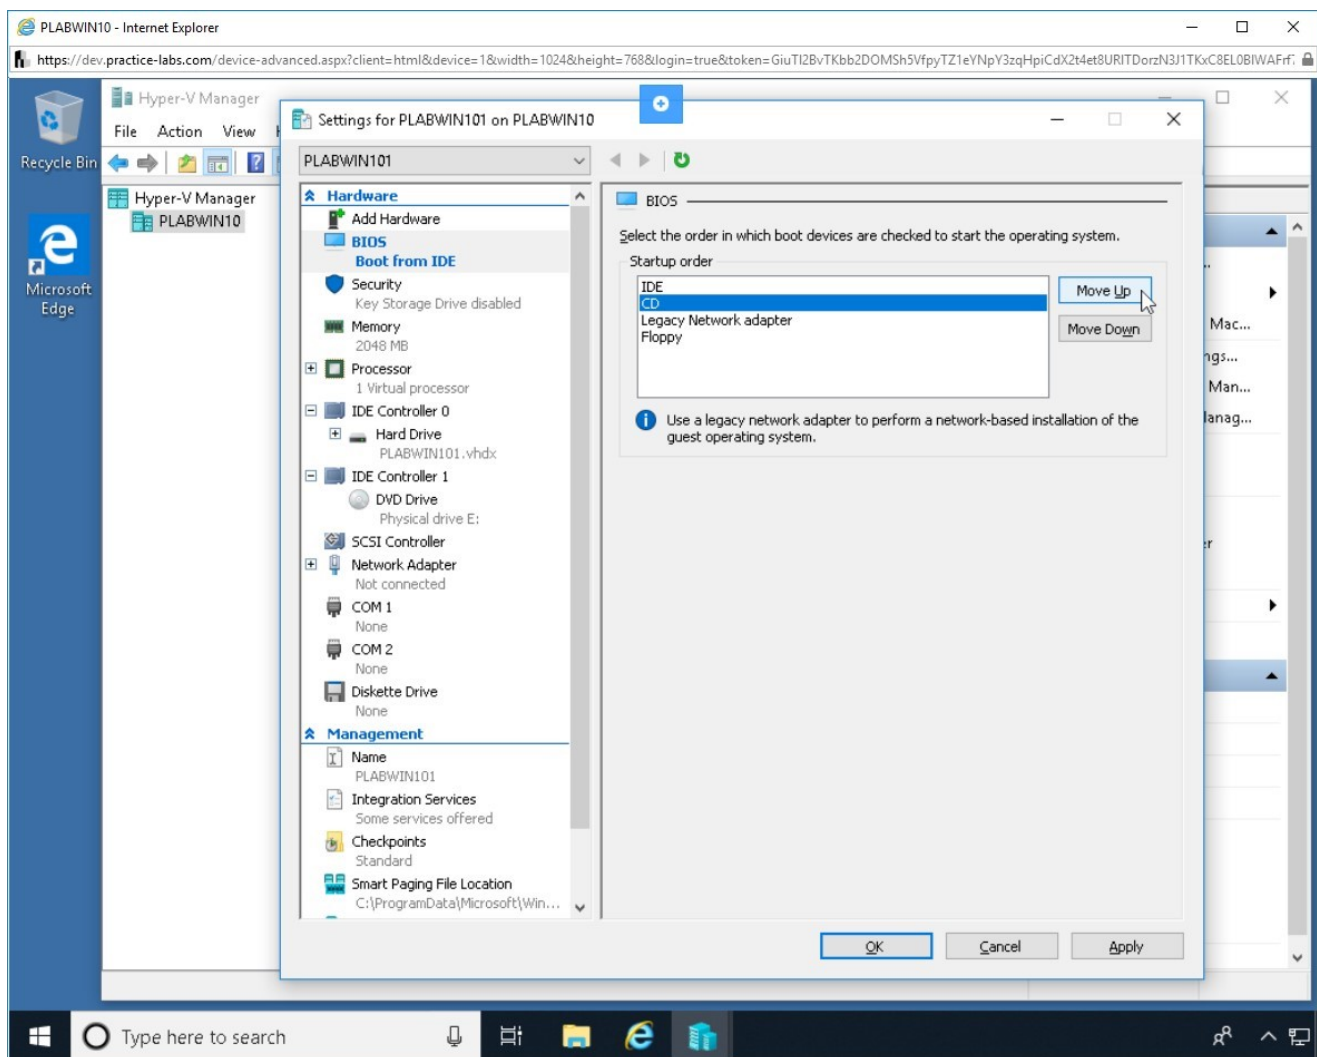 PLABWIN10 - Internet Explorer
https://dev.practice-labs.com/device-advanced.aspx?client=html&device=1&width=1024&height=768&login=true&token=
Recycle Bin
Microsoft
Edge
Hyper-V Manager
File Action View
Hyper-V Manager
PLABWIN10
Settings for PLABWIN101 on PLABWIN10
PLABWIN101
Hardware
Add Hardware
BIOS
Boot from IDE
Security
Key Storage Drive disabled
Memory
2048 MB
Processor
1 Virtual processor
IDE Controller 0
Hard Drive
PLABWIN101.vhdx
IDE Controller 1
DVD Drive
Physical drive E:
SCSI Controller
Network Adapter
Not connected
COM 1
None
COM 2
None
Diskette Drive
None
Management
Name
PLABWIN101
Integration Services
Some services offered
Checkpoints
Standard
Smart Paging File Location
C:\ProgramData\Microsoft\Win...
BIOS
Select the order in which boot devices are checked to start the operating system.
Startup order
IDE
CD
Legacy Network adapter
Floppy
Move Up
Move Down
Use a legacy network adapter to perform a network-based installation of the
guest operating system.
OK Cancel Apply
Mac...
ngs...
Man...
anag...
Type here to search